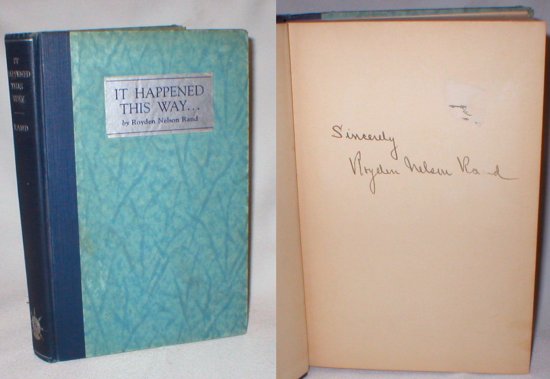 IT
HAPPENED
THIS WAY
RAND
IT HAPPENED
THIS WAY...
by Royden Nelson Rand
Sincerely
Royden Nelson Rand